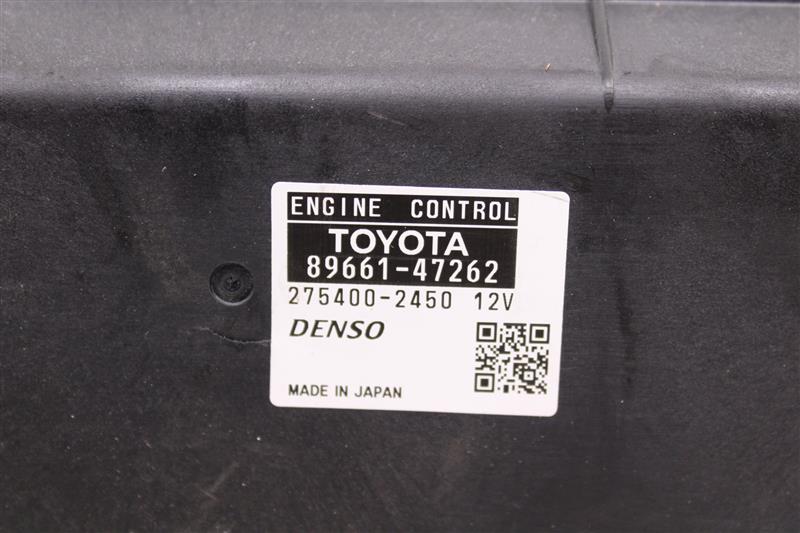 ENGINE CONTROL
TOYOTA
89661-47262
275400-2450 12V
DENSO
MADE IN JAPAN